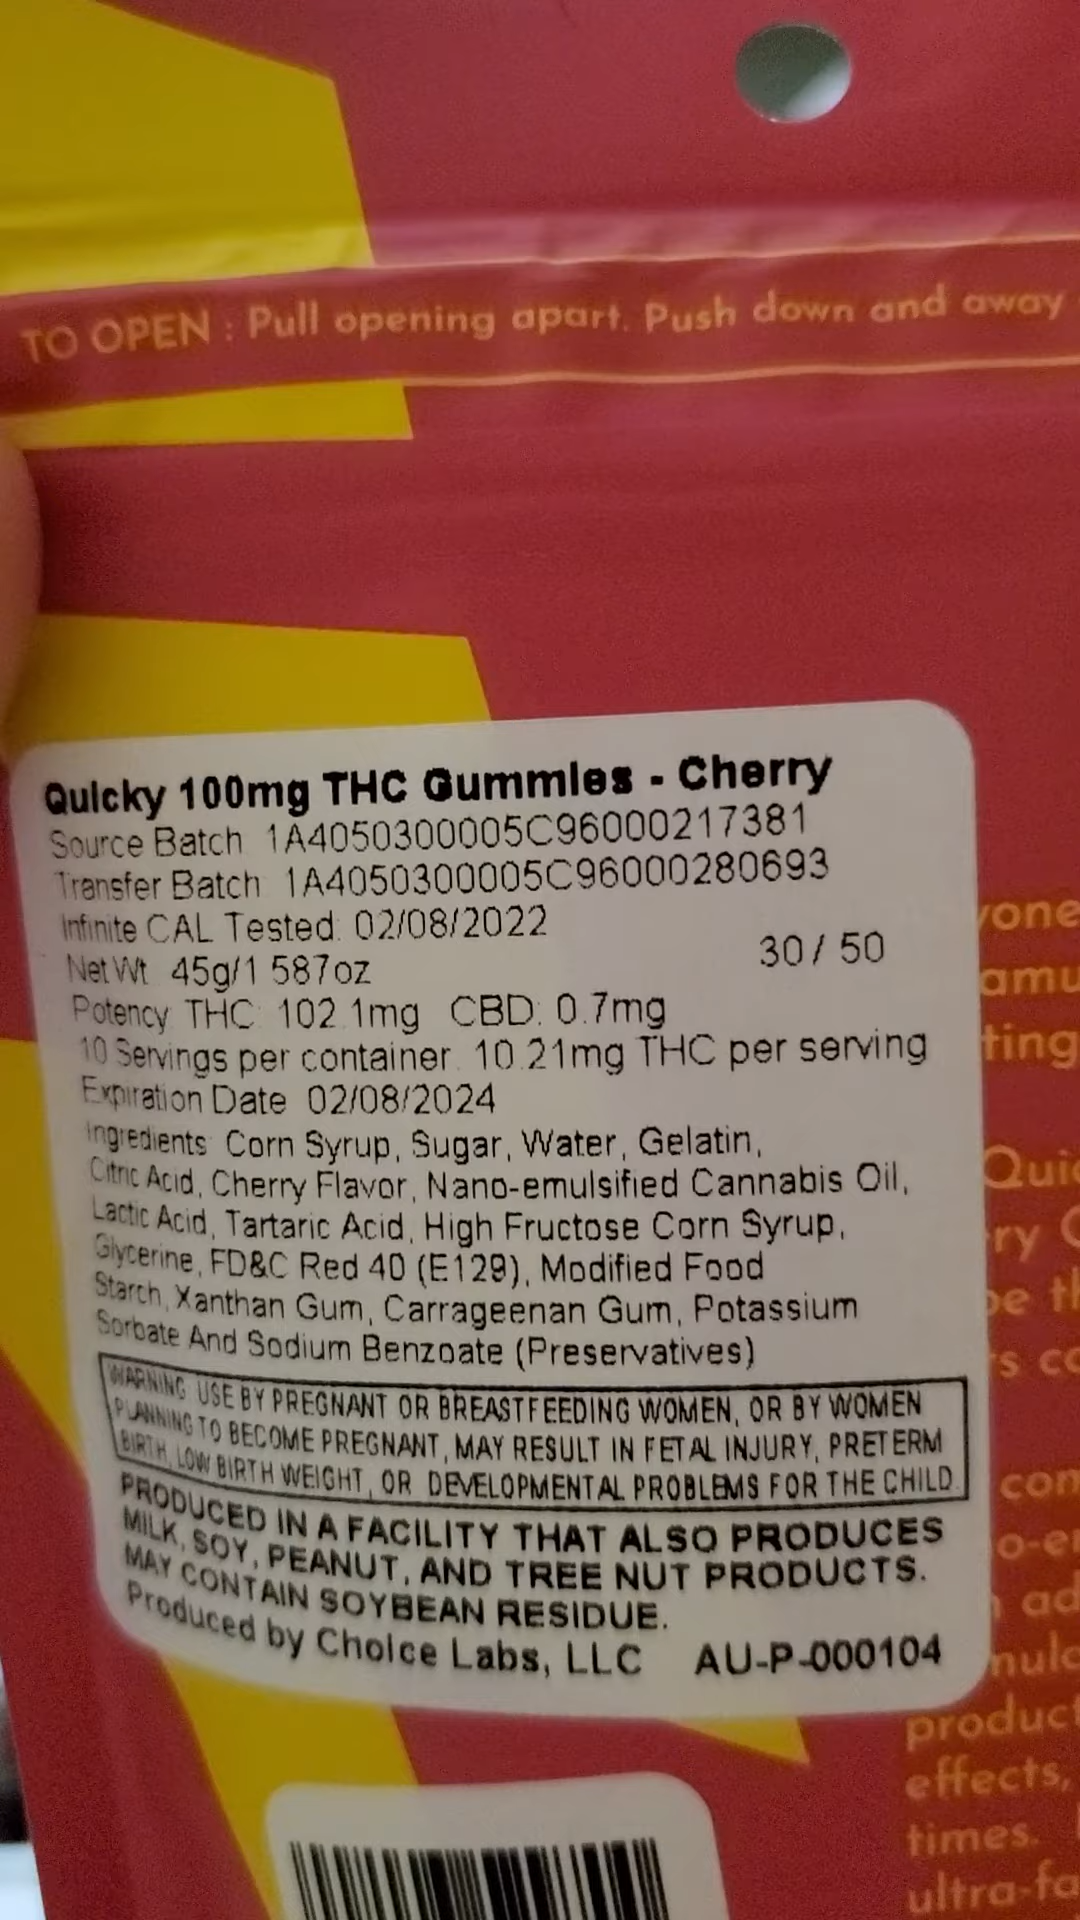 TO OPEN : Pull opening apart. Push down and away
Quicky 100mg THC Gummies - Cherry
Source Batch 1A4050300005C96000217381
Transfer Batch: 1A4050300005C96000280693
Infinite CAL Tested: 02/08/2022
Net Wt 45g/1.587oz
30 / 50
Potency THC: 102.1mg CBD: 0.7mg
10 Servings per container. 10.21mg THC per serving
Expiration Date 02/08/2024
Ingredients: Corn Syrup, Sugar, Water, Gelatin,
Citric Acid, Cherry Flavor, Nano-emulsified Cannabis Oil,
Lactic Acid, Tartaric Acid, High Fructose Corn Syrup,
Glycerine, FD&C Red 40 (E129), Modified Food
Starch, Xanthan Gum, Carrageenan Gum, Potassium
Sorbate And Sodium Benzoate (Preservatives)
WARNING: USE BY PREGNANT OR BREASTFEEDING WOMEN, OR BY WOMEN
PLANNING TO BECOME PREGNANT, MAY RESULT IN FETAL INJURY, PRETERM
BIRTH, LOW BIRTH WEIGHT, OR DEVELOPMENTAL PROBLEMS FOR THE CHILD.
PRODUCED IN A FACILITY THAT ALSO PRODUCES
MILK, SOY, PEANUT, AND TREE NUT PRODUCTS.
MAY CONTAIN SOYBEAN RESIDUE.
Produced by Choice Labs, LLC AU-P-000104
effects,
times.